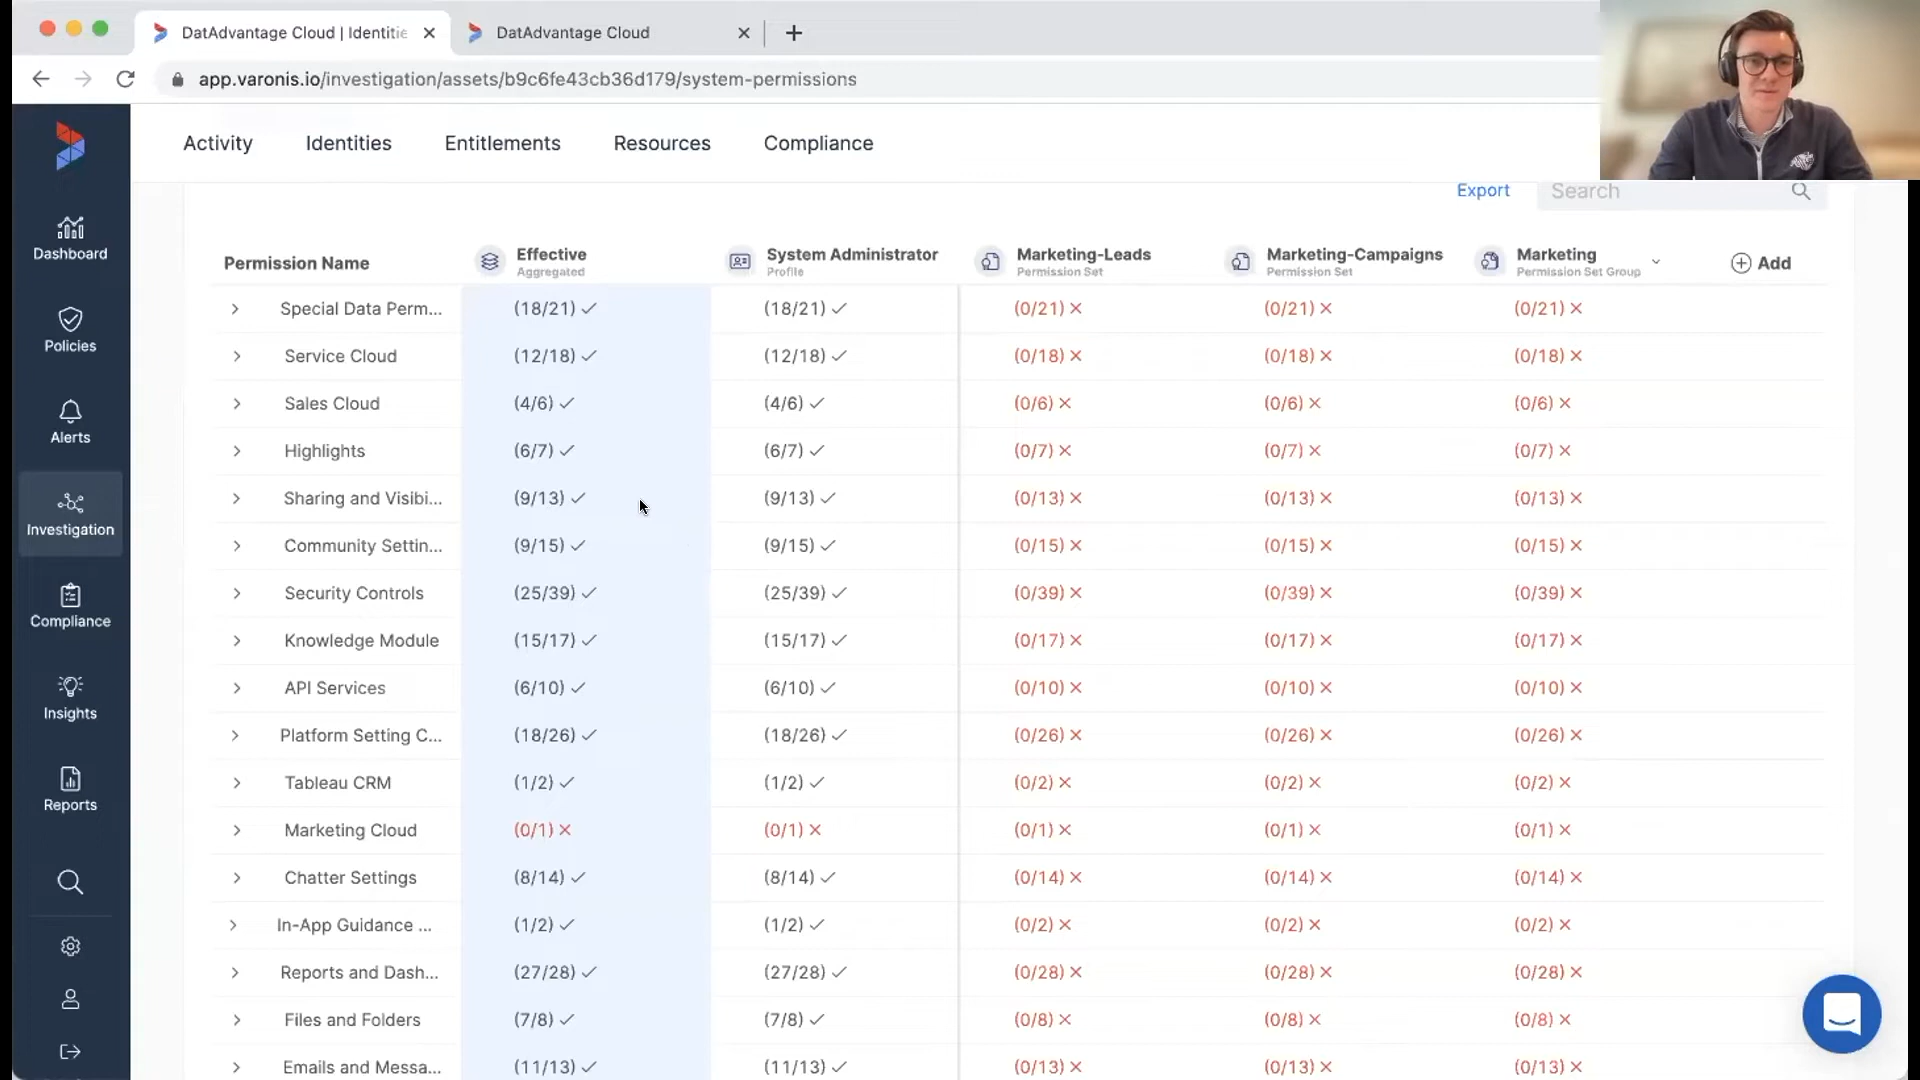 DatAdvantage Cloud | Identitie
DatAdvantage Cloud
app.varonis.io/investigation/assets/b9c6fe43cb36d179/system-permissions
Activity Identities Entitlements Resources Compliance
Export Search
Permission Name
Effective
Aggregated
System Administrator
Profile
Marketing-Leads
Permission Set
Marketing-Campaigns
Permission Set
Marketing
Permission Set Group
Add
Special Data Perm... (18/21) ✓ (18/21) ✓ (0/21) × (0/21) × (0/21) ×
Service Cloud (12/18) ✓ (12/18) ✓ (0/18) × (0/18) × (0/18) ×
Sales Cloud (4/6) ✓ (4/6) ✓ (0/6) × (0/6) × (0/6) ×
Highlights (6/7) ✓ (6/7) ✓ (0/7) × (0/7) × (0/7) ×
Sharing and Visibi... (9/13) ✓ (9/13) ✓ (0/13) × (0/13) × (0/13) ×
Community Settin... (9/15) ✓ (9/15) ✓ (0/15) × (0/15) × (0/15) ×
Security Controls (25/39) ✓ (25/39) ✓ (0/39) × (0/39) × (0/39) ×
Knowledge Module (15/17) ✓ (15/17) ✓ (0/17) × (0/17) × (0/17) ×
API Services (6/10) ✓ (6/10) ✓ (0/10) × (0/10) × (0/10) ×
Platform Setting C... (18/26) ✓ (18/26) ✓ (0/26) × (0/26) × (0/26) ×
Tableau CRM (1/2) ✓ (1/2) ✓ (0/2) × (0/2) × (0/2) ×
Marketing Cloud (0/1) × (0/1) × (0/1) × (0/1) × (0/1) ×
Chatter Settings (8/14) ✓ (8/14) ✓ (0/14) × (0/14) × (0/14) ×
In-App Guidance ... (1/2) ✓ (1/2) ✓ (0/2) × (0/2) × (0/2) ×
Reports and Dash... (27/28) ✓ (27/28) ✓ (0/28) × (0/28) × (0/28) ×
Files and Folders (7/8) ✓ (7/8) ✓ (0/8) × (0/8) × (0/8) ×
Emails and Messa... (11/13) ✓ (11/13) ✓ (0/13) × (0/13) × (0/13) ×
Dashboard
Policies
Alerts
Investigation
Compliance
Insights
Reports